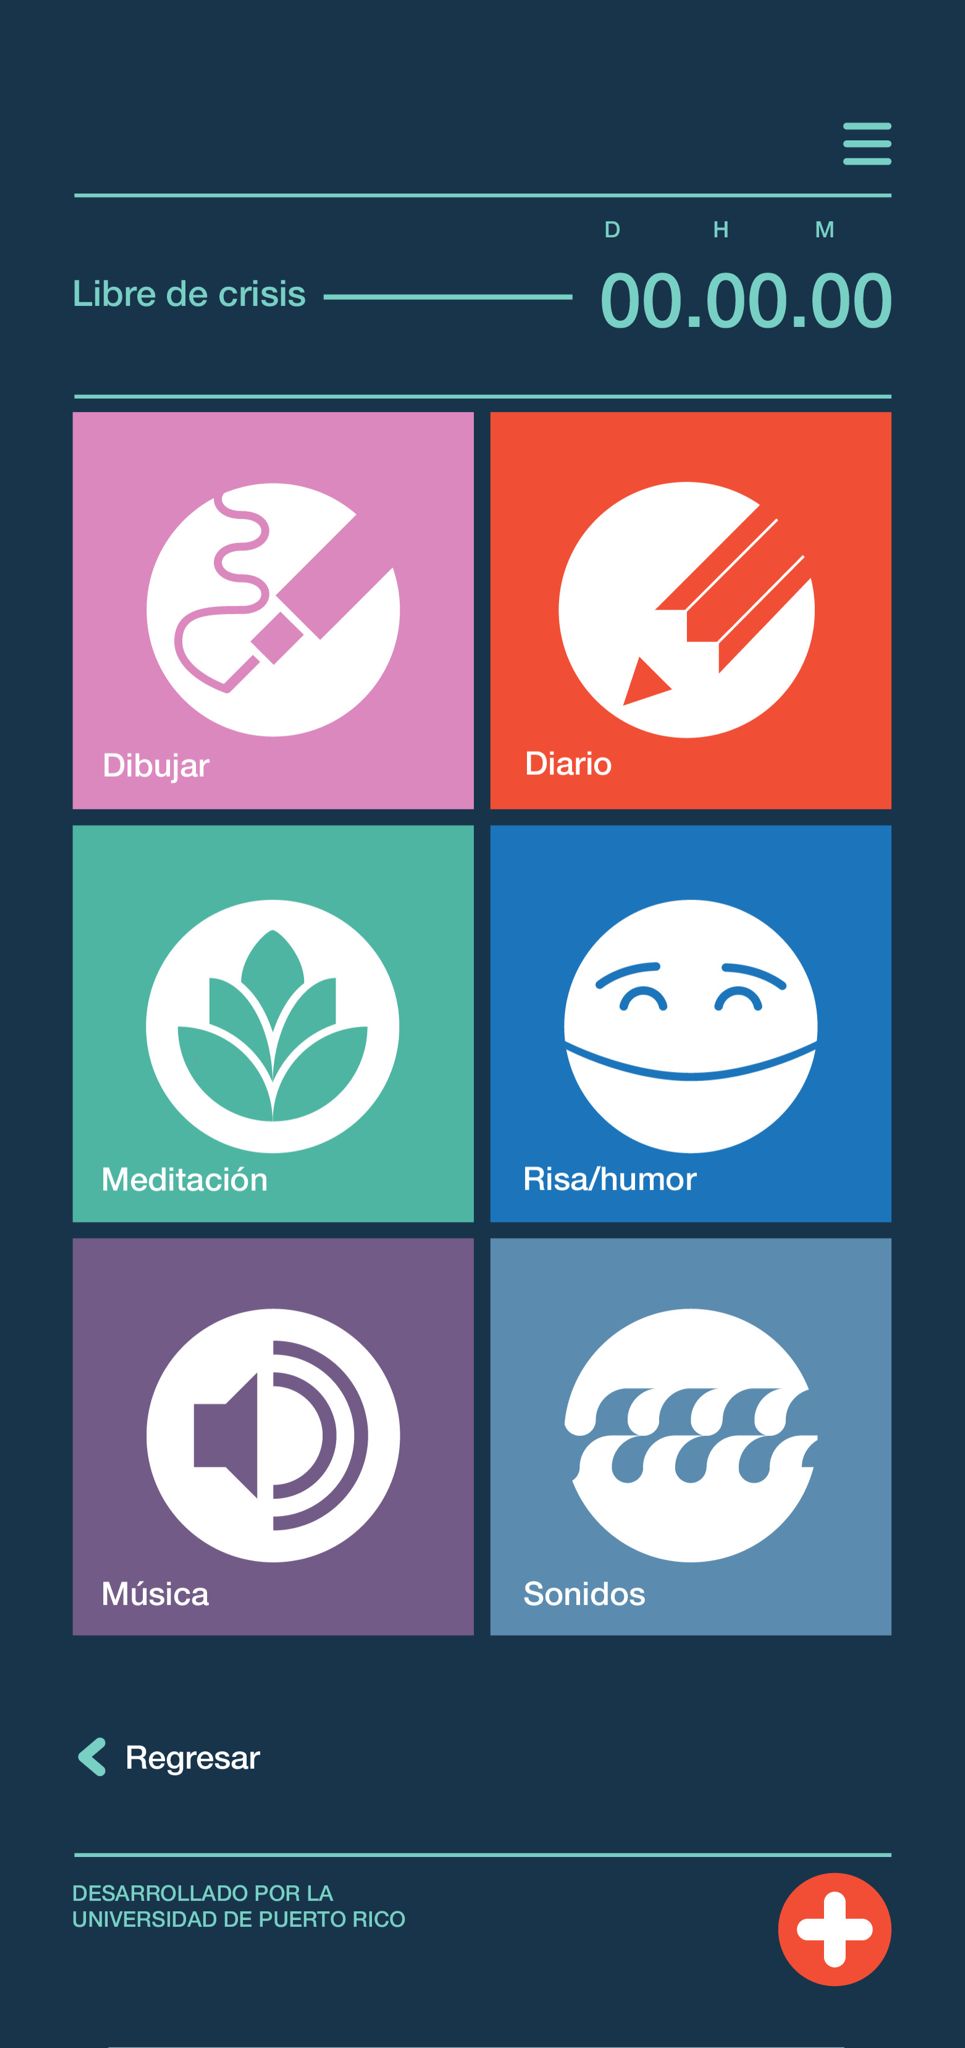 D H M
Libre de crisis 00.00.00
Dibujar
Diario
Meditación
Risa/humor
Música
Sonidos
Regresar
DESARROLLADO POR LA
UNIVERSIDAD DE PUERTO RICO